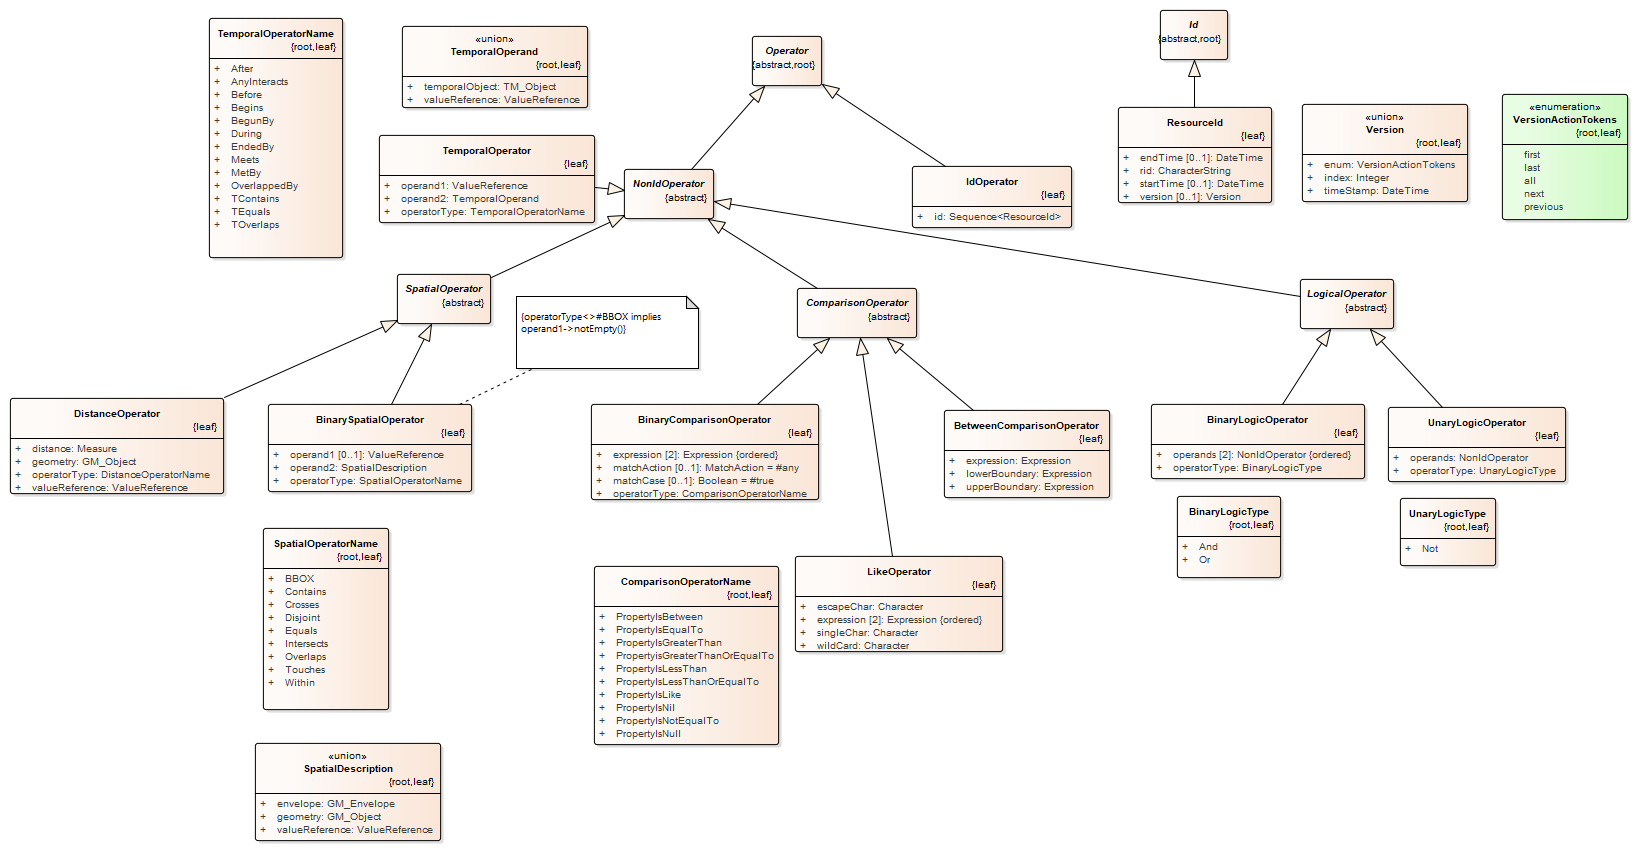 TemporalOperatorName
{root,leaf}
+ After
+ AnyInteracts
+ Before
+ Begins
+ BegunBy
+ During
+ EndedBy
+ Meets
+ MetBy
+ OverlappedBy
+ TContains
+ TEquals
+ TOverlaps
«union»
TemporalOperand
{root,leaf}
+ temporalObject: TM_Object
+ valueReference: ValueReference
Operator
{abstract,root}
Id
{abstract,root}
TemporalOperator
{leaf}
+ operand1: ValueReference
+ operand2: TemporalOperand
+ operatorType: TemporalOperatorName
NonIdOperator
{abstract}
IdOperator
{leaf}
+ id: Sequence<ResourceId>
ResourceId
{leaf}
+ endTime [0..1]: DateTime
+ rid: CharacterString
+ startTime [0..1]: DateTime
+ version [0..1]: Version
«union»
Version
{root,leaf}
+ enum: VersionActionTokens
+ index: Integer
+ timeStamp: DateTime
«enumeration»
VersionActionTokens
{root,leaf}
first
last
all
next
previous
SpatialOperator
{abstract}
{operatorType<>#BBOX implies
operand1->notEmpty()}
ComparisonOperator
{abstract}
LogicalOperator
{abstract}
DistanceOperator
{leaf}
+ distance: Measure
+ geometry: GM_Object
+ operatorType: DistanceOperatorName
+ valueReference: ValueReference
BinarySpatialOperator
{leaf}
+ operand1 [0..1]: ValueReference
+ operand2: SpatialDescription
+ operatorType: SpatialOperatorName
BinaryComparisonOperator
{leaf}
+ expression [2]: Expression {ordered}
+ matchAction [0..1]: MatchAction = #any
+ matchCase [0..1]: Boolean = #true
+ operatorType: ComparisonOperatorName
BetweenComparisonOperator
{leaf}
+ expression: Expression
+ lowerBoundary: Expression
+ upperBoundary: Expression
BinaryLogicOperator
{leaf}
+ operands [2]: NonIdOperator {ordered}
+ operatorType: BinaryLogicType
UnaryLogicOperator
{leaf}
+ operands: NonIdOperator
+ operatorType: UnaryLogicType
BinaryLogicType
{root,leaf}
+ And
+ Or
UnaryLogicType
{root,leaf}
+ Not
SpatialOperatorName
{root,leaf}
+ BBOX
+ Contains
+ Crosses
+ Disjoint
+ Equals
+ Intersects
+ Overlaps
+ Touches
+ Within
ComparisonOperatorName
{root,leaf}
+ PropertyIsBetween
+ PropertyIsEqualTo
+ PropertyIsGreaterThan
+ PropertyisGreaterThanOrEqualTo
+ PropertyIsLessThan
+ PropertyIsLessThanOrEqualTo
+ PropertyIsLike
+ PropertyIsNil
+ PropertyIsNotEqualTo
+ PropertyIsNull
LikeOperator
{leaf}
+ escapeChar: Character
+ expression [2]: Expression {ordered}
+ singleChar: Character
+ wildCard: Character
«union»
SpatialDescription
{root,leaf}
+ envelope: GM_Envelope
+ geometry: GM_Object
+ valueReference: ValueReference